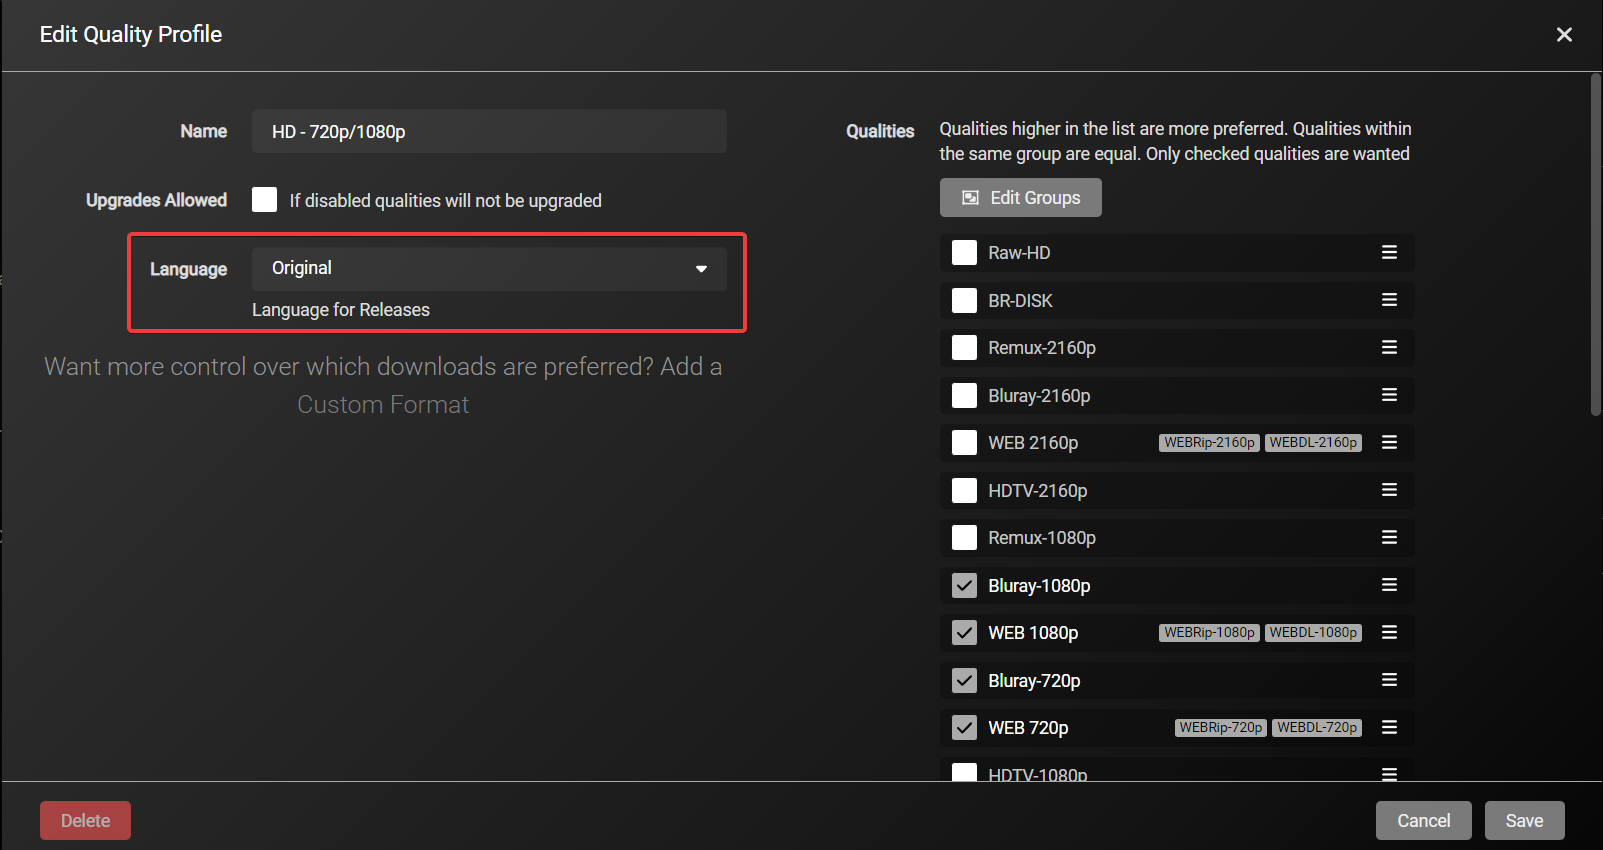 Edit Quality Profile
Name
HD - 720p/1080p
Upgrades Allowed
If disabled qualities will not be upgraded
Language
Original
Language for Releases
Want more control over which downloads are preferred? Add a
Custom Format
Qualities
Qualities higher in the list are more preferred. Qualities within
the same group are equal. Only checked qualities are wanted
Edit Groups
Raw-HD
BR-DISK
Remux-2160p
Bluray-2160p
WEB 2160p WEBRip-2160p WEBDL-2160p
HDTV-2160p
Remux-1080p
Bluray-1080p
WEB 1080p WEBRip-1080p WEBDL-1080p
Bluray-720p
WEB 720p WEBRip-720p WEBDL-720p
HDTV-1080p
Delete
Cancel
Save